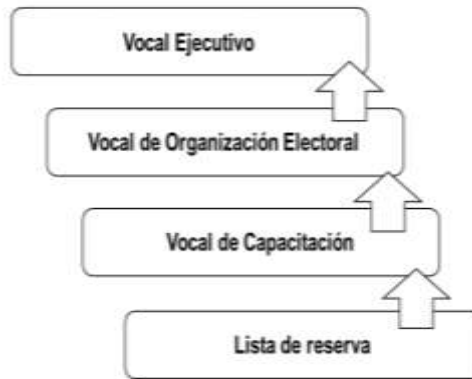 Vocal Ejecutivo
Vocal de Organización Electoral
Vocal de Capacitación
Lista de reserva